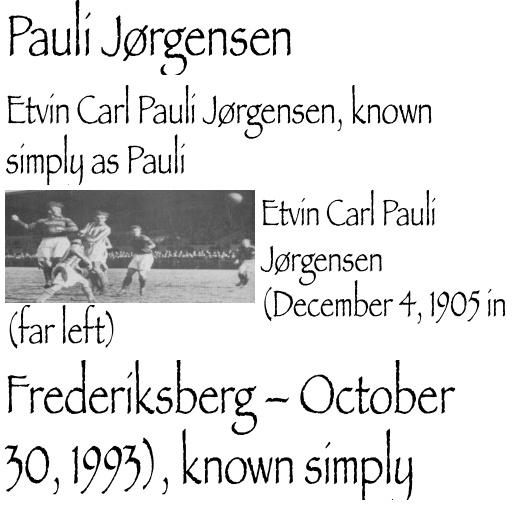 Pauli Jørgensen
Etvin Carl Pauli Jørgensen, known
simply as Pauli
Etvin Carl Pauli
Jørgensen
(December 4, 1905 in
(far left)
Frederiksberg – October
30, 1993), known simply